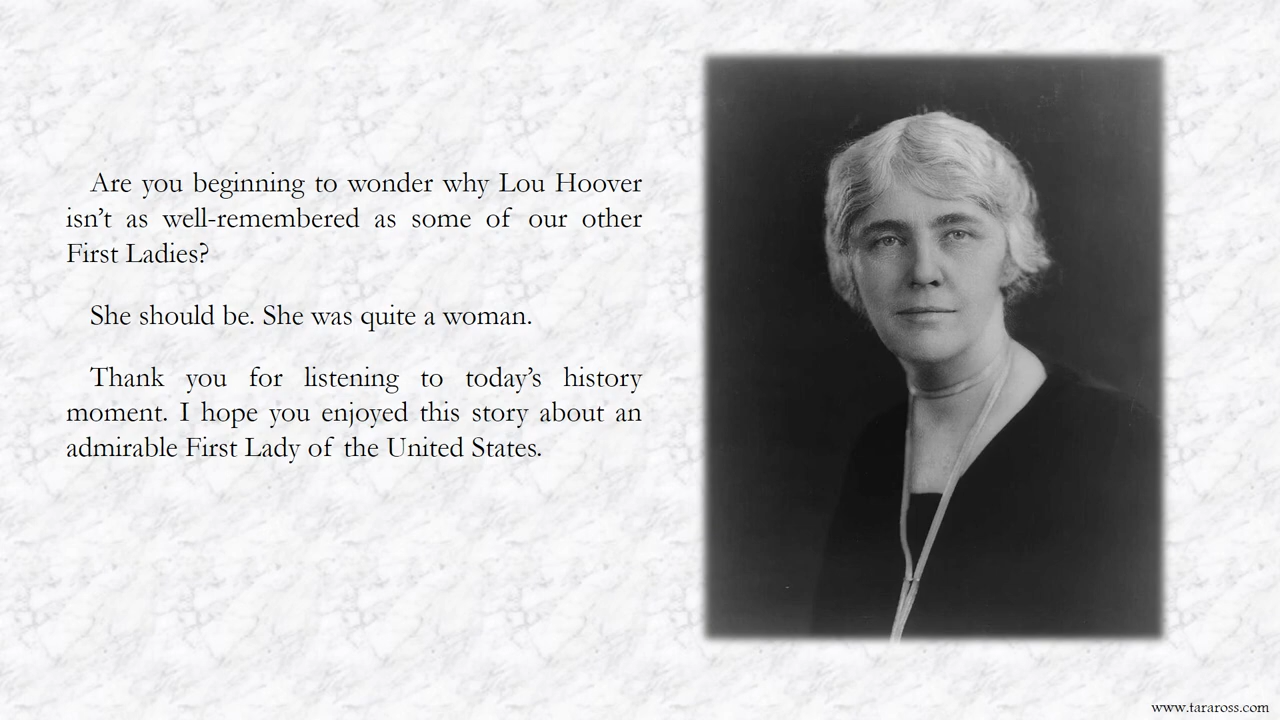 Are you beginning to wonder why Lou Hoover
isn’t as well-remembered as some of our other
First Ladies?
She should be. She was quite a woman.
Thank you for listening to today’s history
moment. I hope you enjoyed this story about an
admirable First Lady of the United States.
www.taraross.com